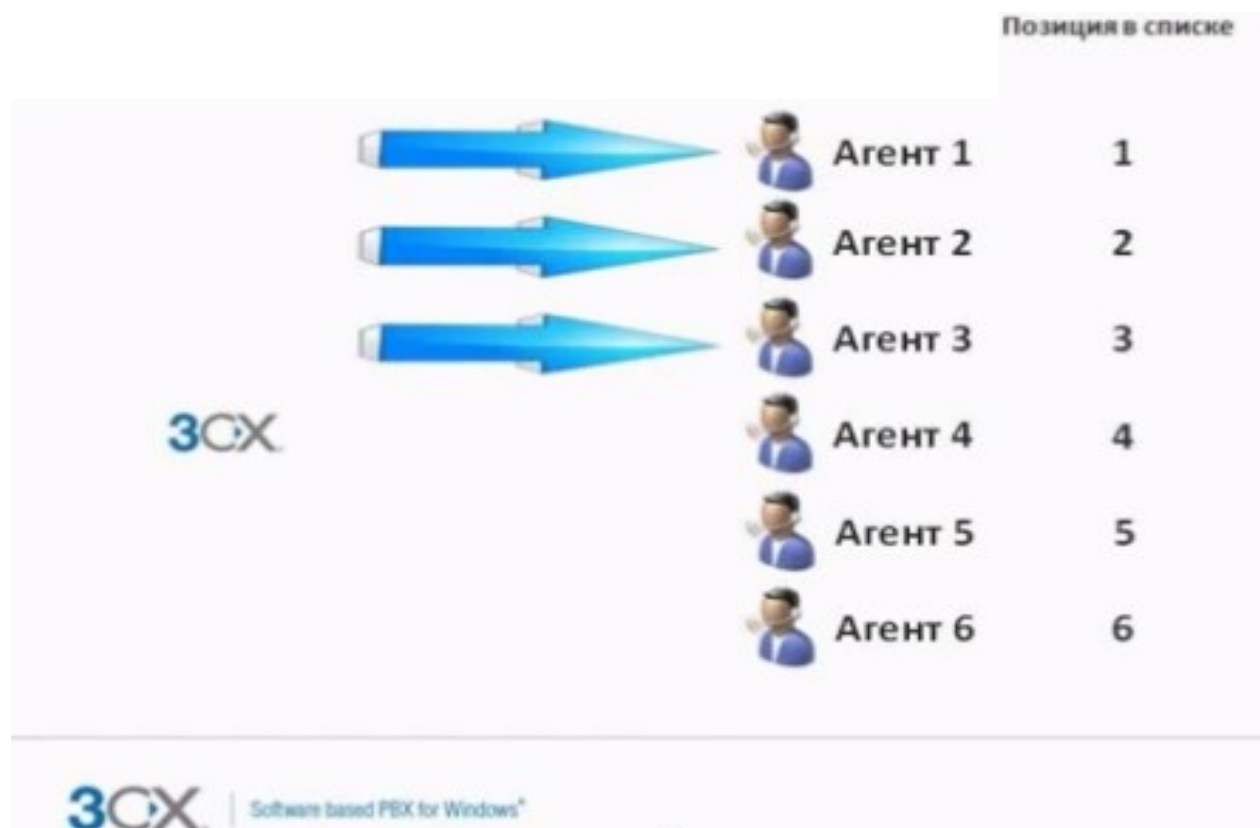 Позиция в списке
Агент 1 1
Агент 2 2
Агент 3 3
3CX
Агент 4 4
Агент 5 5
Агент 6 6
3CX Software based PBX for Windows®